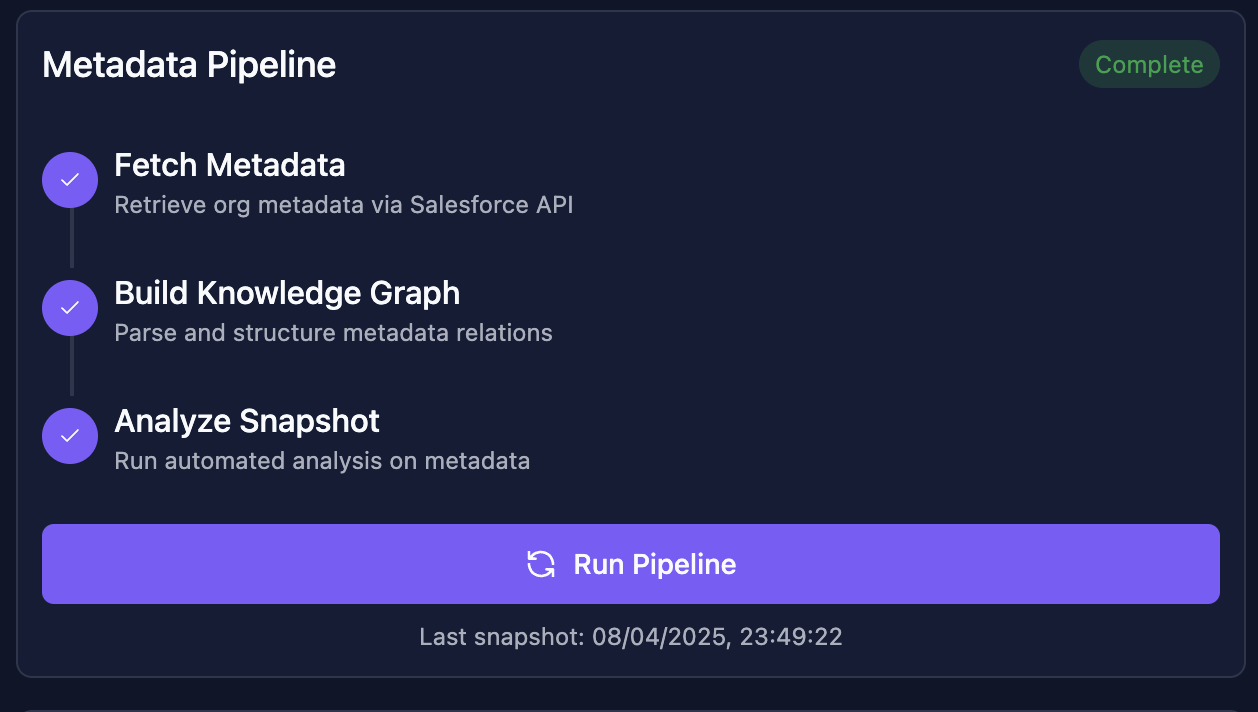 Metadata Pipeline
Complete
Fetch Metadata
Retrieve org metadata via Salesforce API
Build Knowledge Graph
Parse and structure metadata relations
Analyze Snapshot
Run automated analysis on metadata
Run Pipeline
Last snapshot: 08/04/2025, 23:49:22